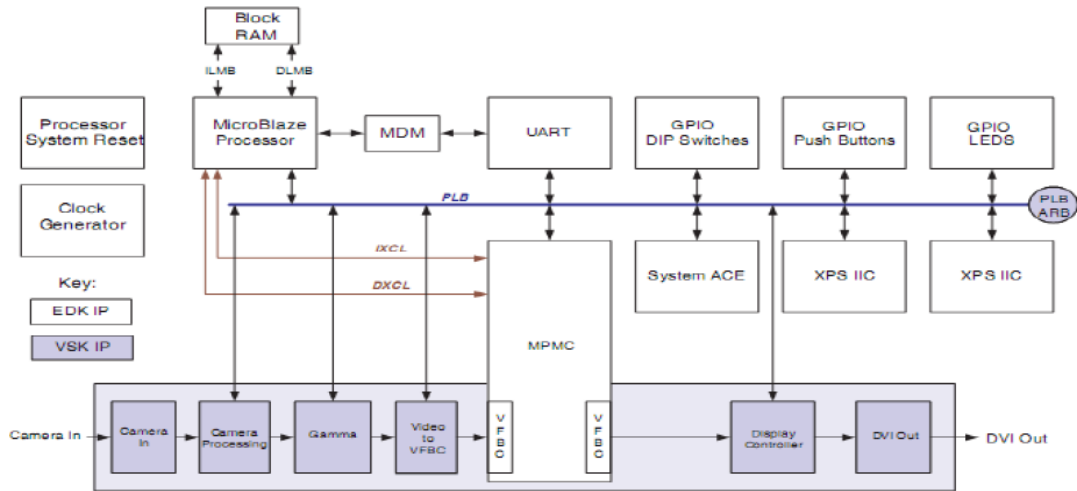 Block
RAM
ILMB
DLMB
Processor
System Reset
MicroBlaze
Processor
MDM
UART
GPIO
DIP Switches
GPIO
Push Buttons
GPIO
LEDS
Clock
Generator
PLB
PLB
ARB
IXCL
DXCL
System ACE
XPS IIC
XPS IIC
Key:
EDK IP
VSK IP
MPMC
Camera In
Camera
In
Camera
Processing
Gamma
Video
to
VFBC
VFBC
VFBC
Display
Controller
DVI Out
DVI Out